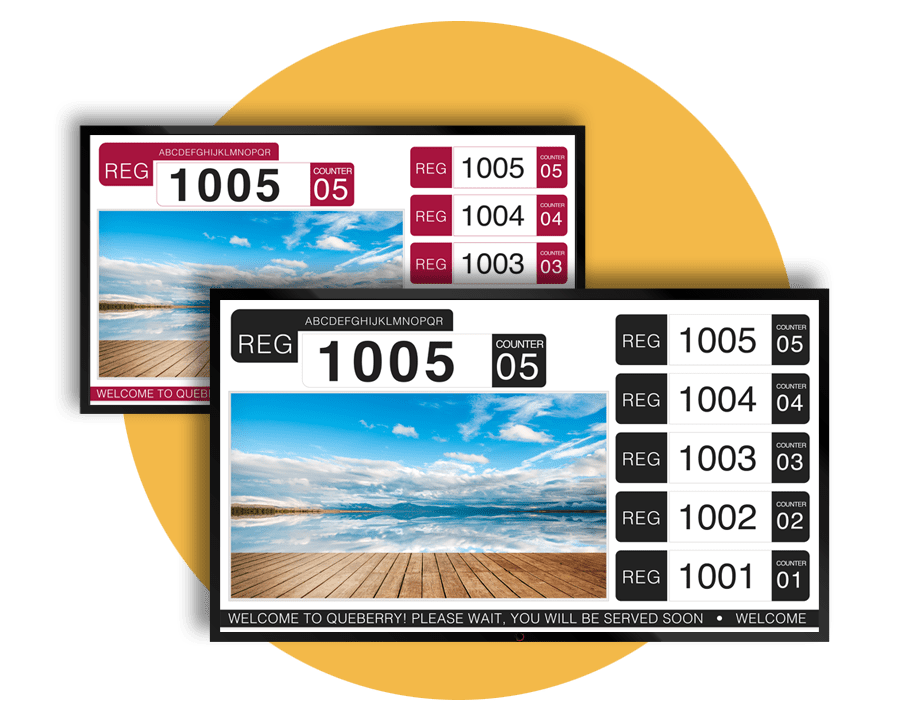 ABCDEFGHIJKLMNOPQR
REG 1005 COUNTER 05
REG 1005 COUNTER 05
REG 1004 COUNTER 04
REG 1003 COUNTER 03
WELCOME TO QUEB
ABCDEFGHIJKLMNOPQR
REG 1005 COUNTER 05
REG 1005 COUNTER 05
REG 1004 COUNTER 04
REG 1003 COUNTER 03
REG 1002 COUNTER 02
REG 1001 COUNTER 01
WELCOME TO QUEBERRY! PLEASE WAIT, YOU WILL BE SERVED SOON • WELCOME